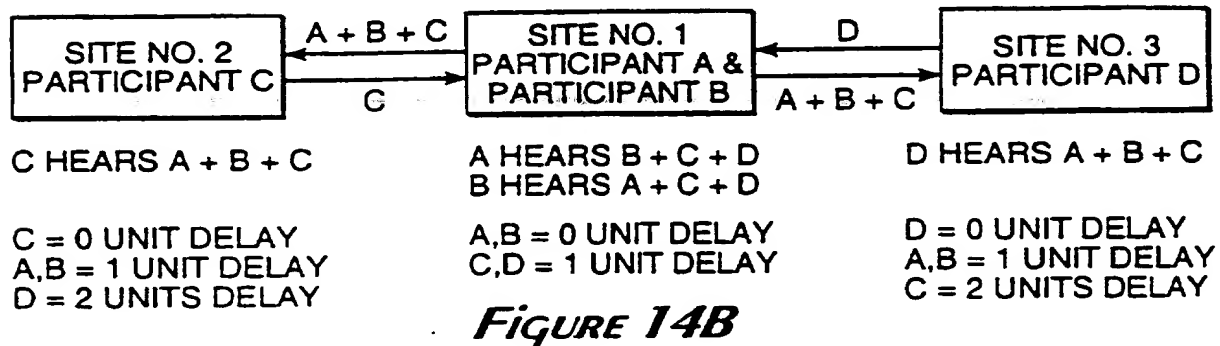 SITE NO. 2
PARTICIPANT C
A + B + C
C
SITE NO. 1
PARTICIPANT A &
PARTICIPANT B
D
A + B + C
SITE NO. 3
PARTICIPANT D
C HEARS A + B + C
C = 0 UNIT DELAY
A,B = 1 UNIT DELAY
D = 2 UNITS DELAY
A HEARS B + C + D
B HEARS A + C + D
A,B = 0 UNIT DELAY
C,D = 1 UNIT DELAY
D HEARS A + B + C
D = 0 UNIT DELAY
A,B = 1 UNIT DELAY
C = 2 UNITS DELAY
FIGURE 14B